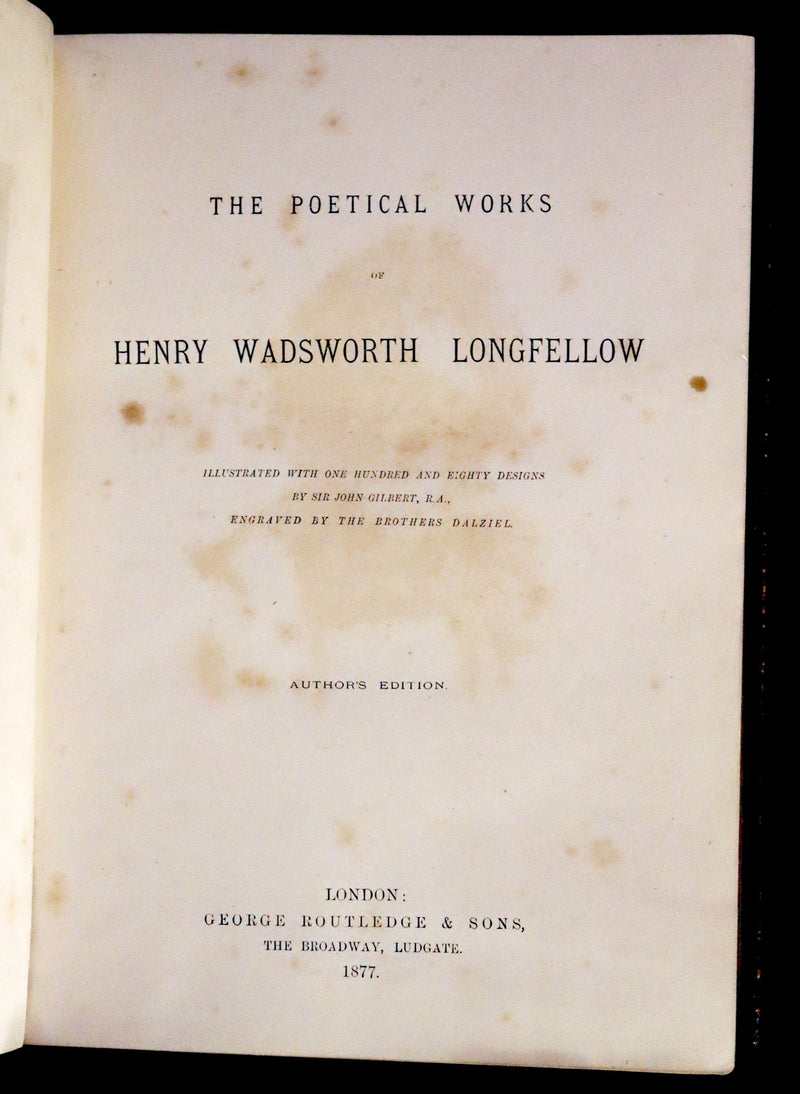 THE POETICAL WORKS
OF
HENRY WADSWORTH LONGFELLOW
ILLUSTRATED WITH ONE HUNDRED AND EIGHTY DESIGNS
BY SIR JOHN GILBERT, R.A.,
ENGRAVED BY THE BROTHERS DALZIEL.
AUTHOR'S EDITION.
LONDON:
GEORGE ROUTLEDGE & SONS,
THE BROADWAY, LUDGATE.
1877.